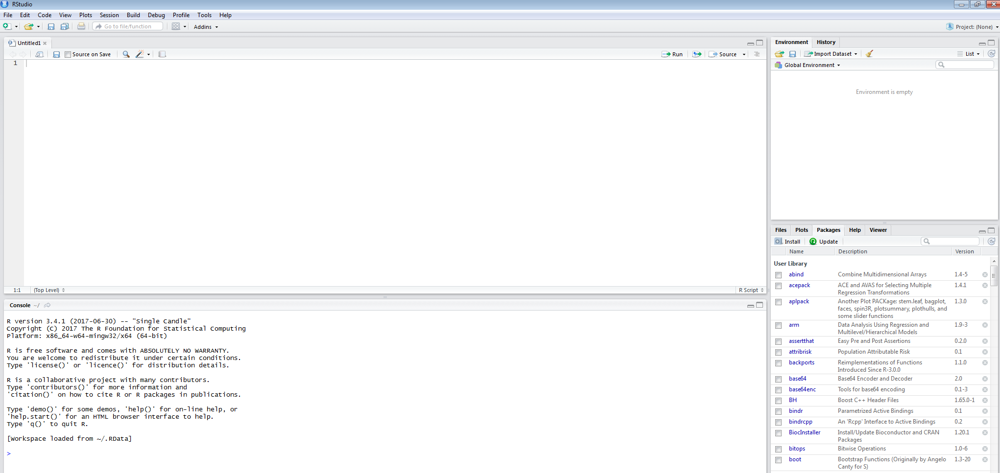 RStudio
File Edit Code View Plots Session Build Debug Profile Tools Help
Go to file/function Addins Project: (None)
Untitled1
Source on Save Run Source
1
1:1 (Top Level) R Script
Console ~/
R version 3.4.1 (2017-06-30) -- "Single Candle"
Copyright (C) 2017 The R Foundation for Statistical Computing
Platform: x86_64-w64-mingw32/x64 (64-bit)
R is free software and comes with ABSOLUTELY NO WARRANTY.
You are welcome to redistribute it under certain conditions.
Type 'license()' or 'licence()' for distribution details.
R is a collaborative project with many contributors.
Type 'contributors()' for more information and
'citation()' on how to cite R or R packages in publications.
Type 'demo()' for some demos, 'help()' for on-line help, or
'help.start()' for an HTML browser interface to help.
Type 'q()' to quit R.
[Workspace loaded from ~/.RData]
>
Environment History
Import Dataset List
Global Environment
Environment is empty
Files Plots Packages Help Viewer
Install Update
Name Description Version
User Library
abind Combine Multidimensional Arrays 1.4-5
acepack ACE and AVAS for Selecting Multiple 1.4.1
Regression Transformations
aplpack Another Plot PACKage: stem.leaf, bagplot, 1.3.0
faces, spin3R, plotsummary, plothulls, and
some slider functions
arm Data Analysis Using Regression and 1.9-3
Multilevel/Hierarchical Models
assertthat Easy Pre and Post Assertions 0.2.0
attribrisk Population Attributable Risk 0.1
backports Reimplementations of Functions 1.1.0
Introduced Since R-3.0.0
base64 Base64 Encoder and Decoder 2.0
base64enc Tools for base64 encoding 0.1-3
BH Boost C++ Header Files 1.65.0-1
bindr Parametrized Active Bindings 0.1
bindrcpp An 'Rcpp' Interface to Active Bindings 0.2
BiocInstaller Install/Update Bioconductor and CRAN 1.20.1
Packages
bitops Bitwise Operations 1.0-6
boot Bootstrap Functions (Originally by Angelo 1.3-20
Canty for S)